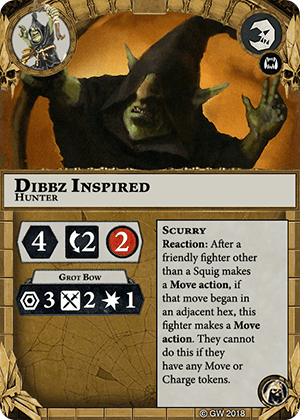 Dibbz Inspired
Hunter
4 2 2
Grot Bow
3 2 1
Scurry
Reaction: After a
friendly fighter other
than a Squig makes
a Move action, if
that move began in
an adjacent hex, this
fighter makes a Move
action. They cannot
do this if they
have any Move or
Charge tokens.
© GW 2018